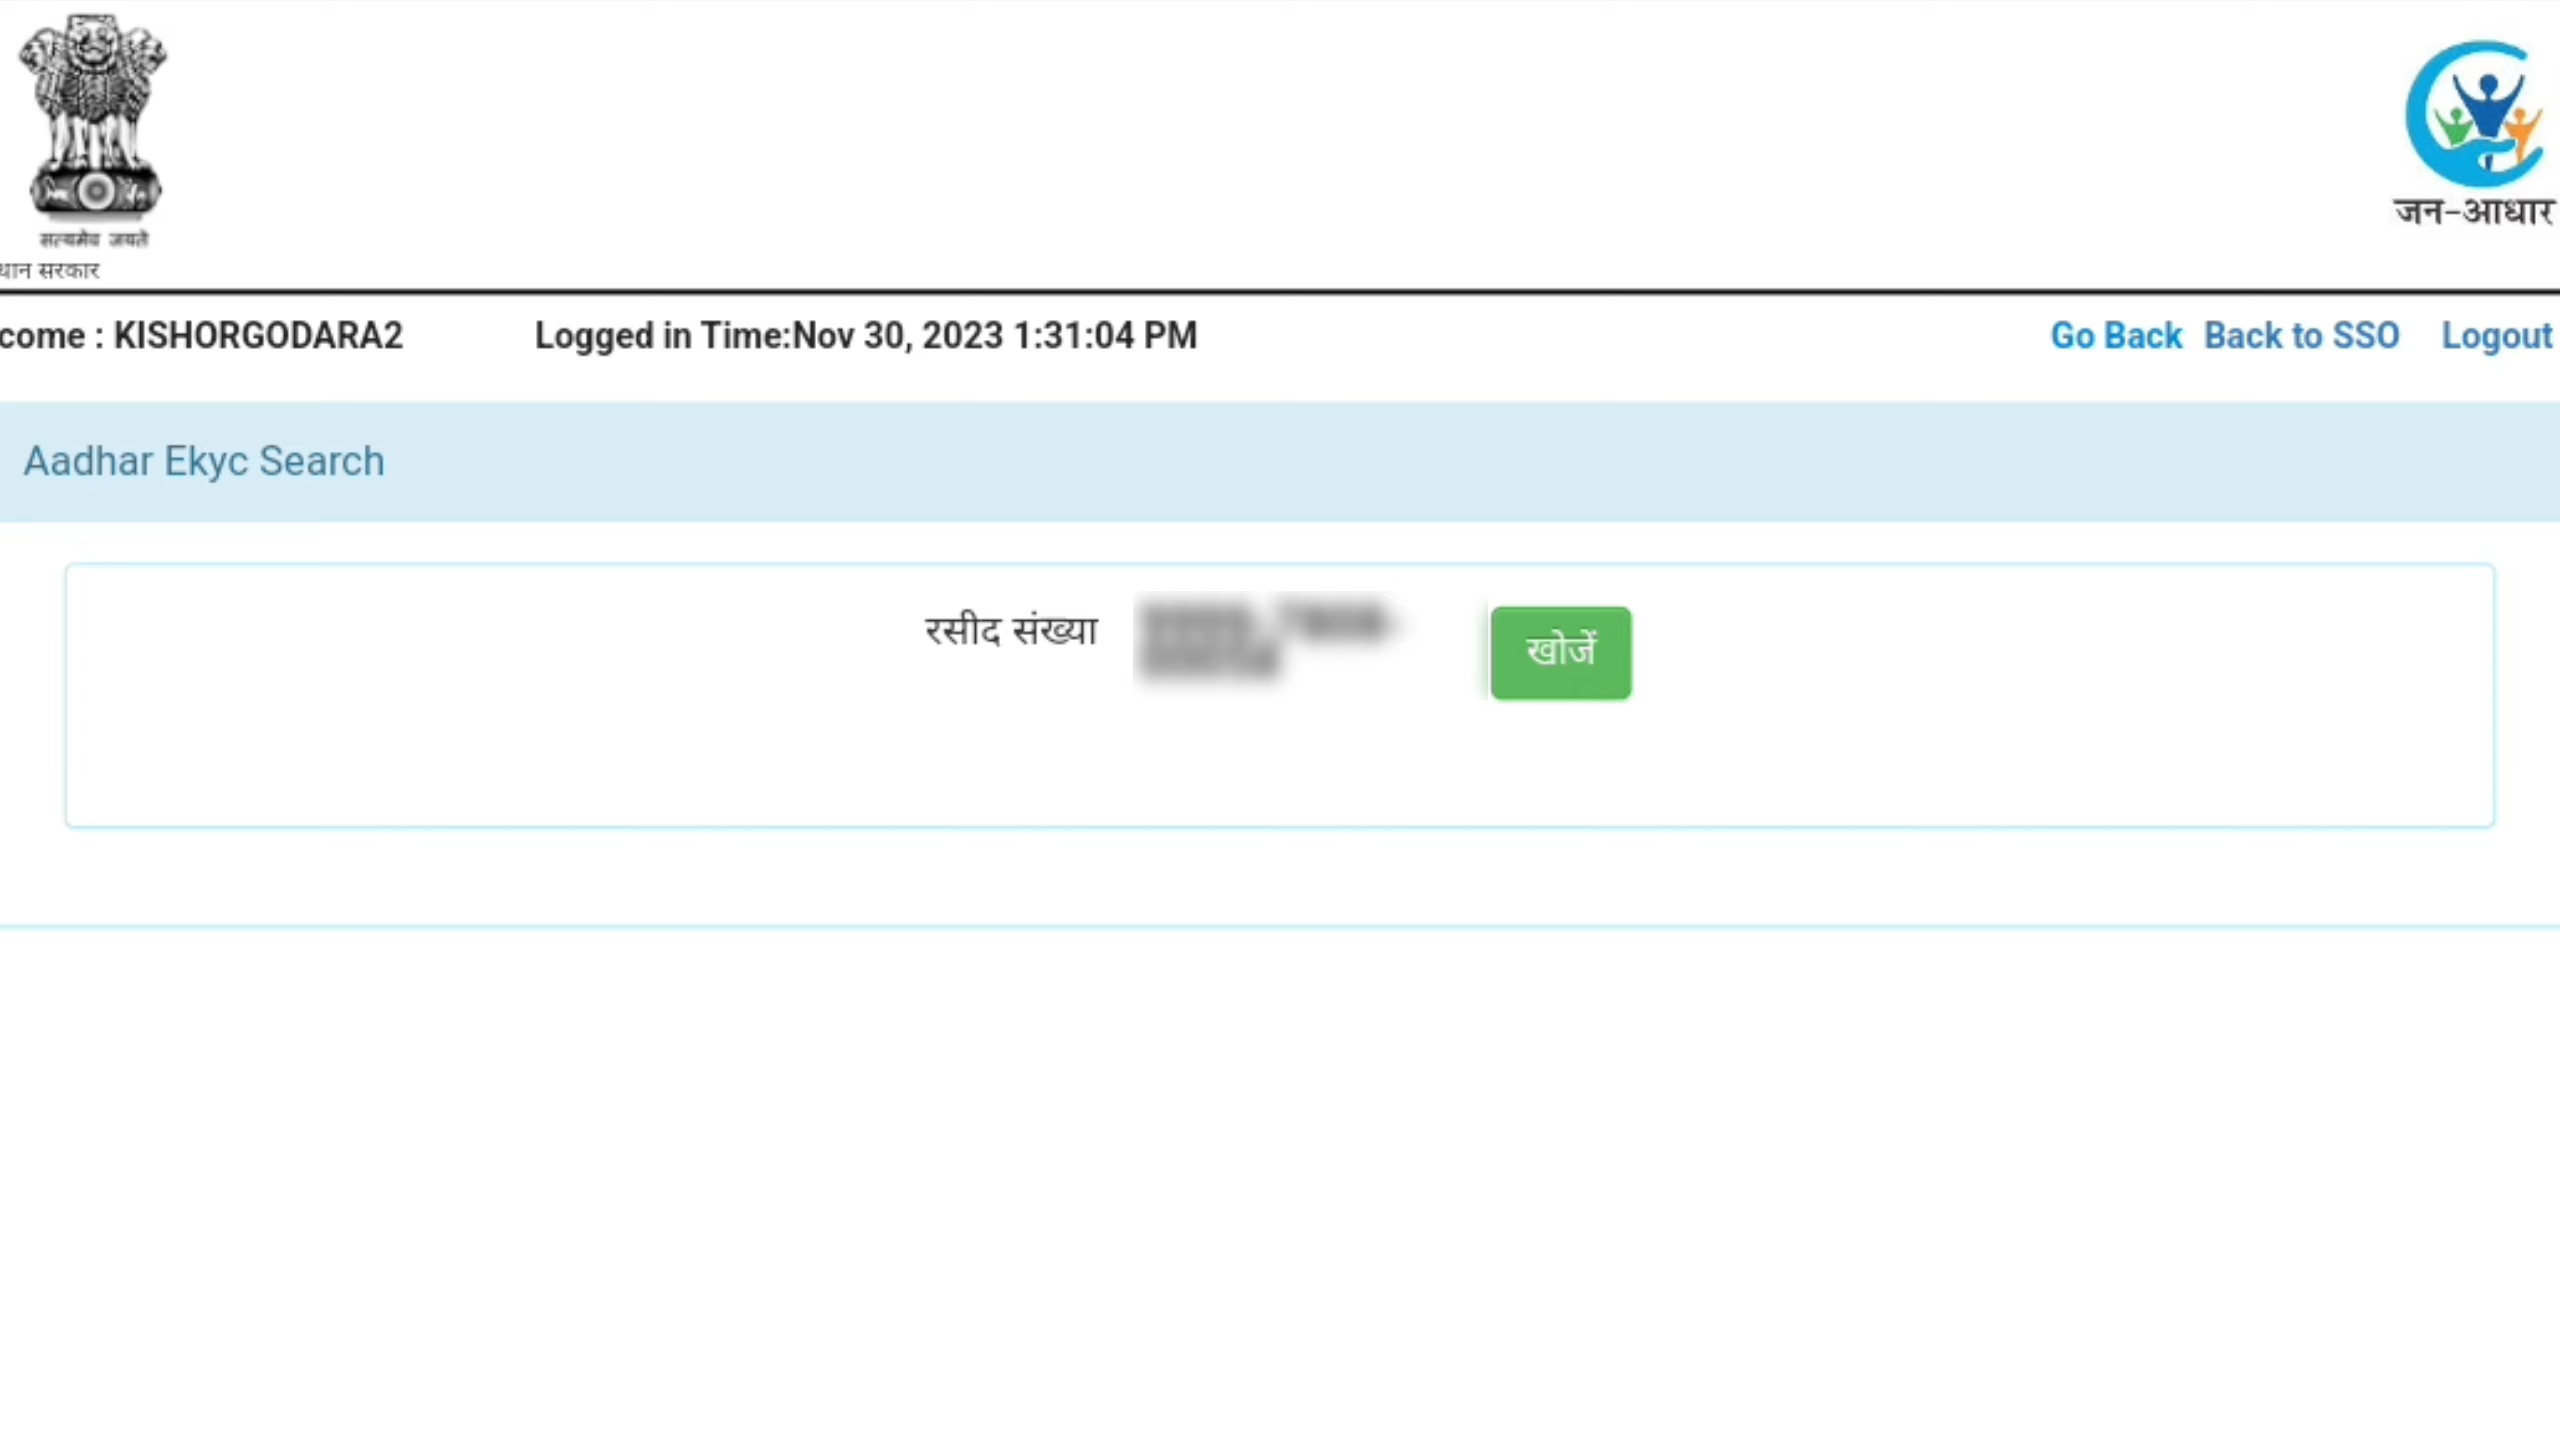 सत्यमेव जयते
जन-आधार
थान सरकार
come : KISHORGODARA2 Logged in Time:Nov 30, 2023 1:31:04 PM Go Back Back to SSO Logout
Aadhar Ekyc Search
रसीद संख्या खोजें